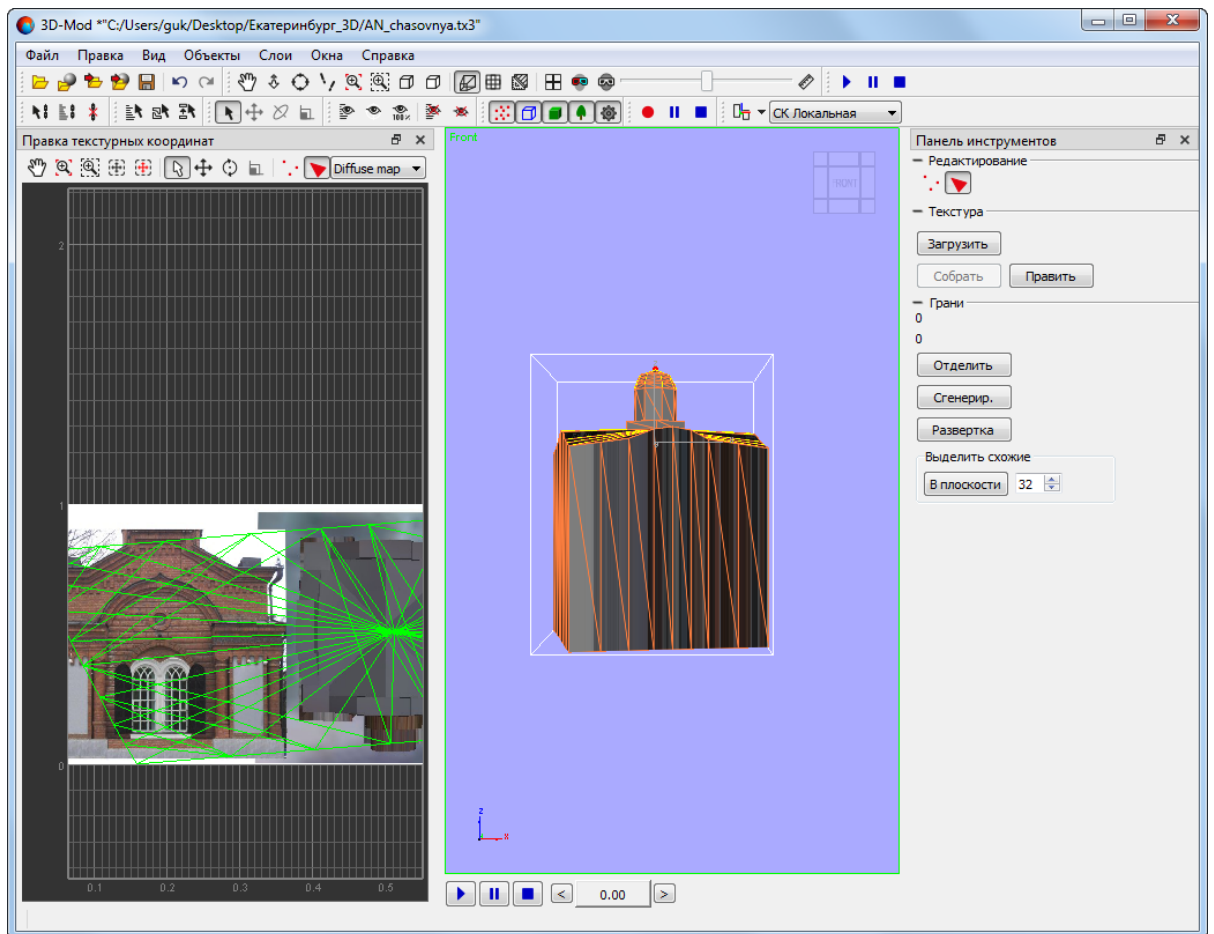 3D-Mod *"C:/Users/guk/Desktop/Екатеринбург_3D/AN_chasovnya.tx3"
Файл Правка Вид Объекты Слои Окна Справка
100%
СК Локальная
Правка текстурных координат
Diffuse map
2
1
0
0.1 0.2 0.3 0.4 0.5
Front
FRONT
z
x
0.00
Панель инструментов
Редактирование
Текстура
Загрузить
Собрать Править
Грани
0
0
Отделить
Сгенерир.
Развертка
Выделить схожие
В плоскости 32